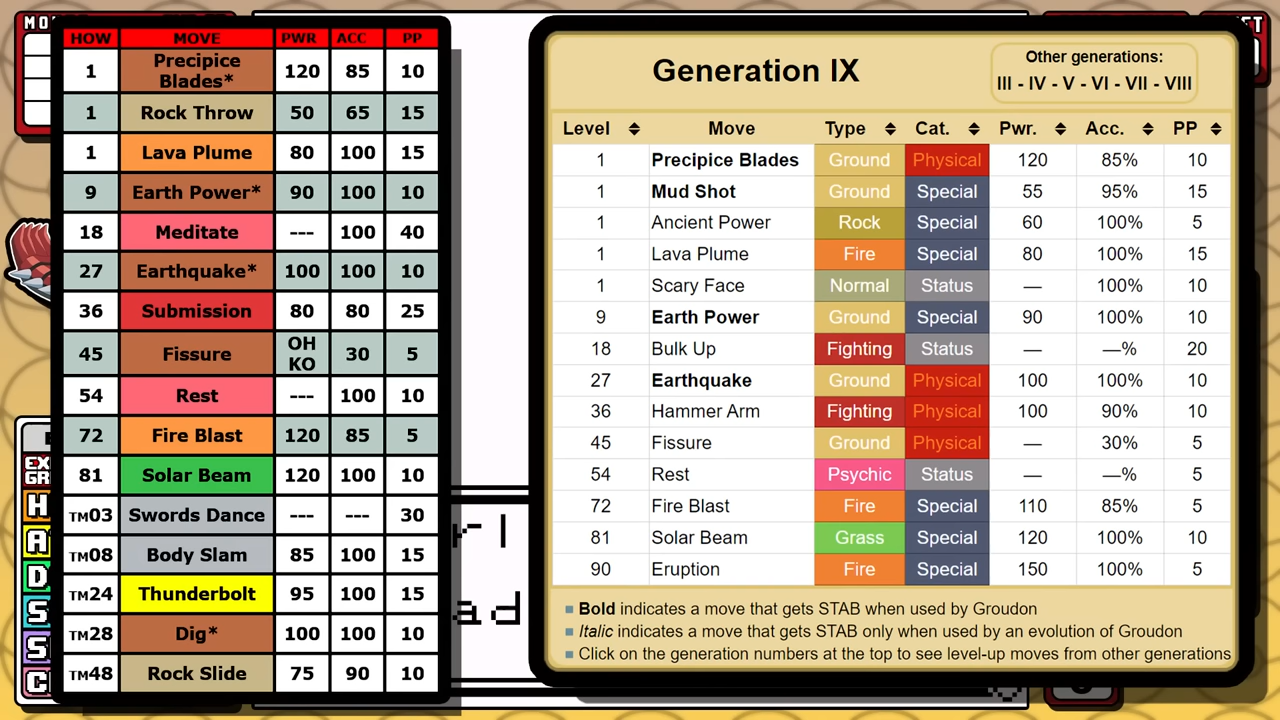 HOW MOVE PWR ACC PP
1 Precipice Blades* 120 85 10
1 Rock Throw 50 65 15
1 Lava Plume 80 100 15
9 Earth Power* 90 100 10
18 Meditate --- 100 40
27 Earthquake* 100 100 10
36 Submission 80 80 25
45 Fissure OH KO 30 5
54 Rest --- 100 10
72 Fire Blast 120 85 5
81 Solar Beam 120 100 10
TM03 Swords Dance --- --- 30
TM08 Body Slam 85 100 15
TM24 Thunderbolt 95 100 15
TM28 Dig* 100 100 10
TM48 Rock Slide 75 90 10
Generation IX
Other generations:
III - IV - V - VI - VII - VIII
Level Move Type Cat. Pwr. Acc. PP
1 Precipice Blades Ground Physical 120 85% 10
1 Mud Shot Ground Special 55 95% 15
1 Ancient Power Rock Special 60 100% 5
1 Lava Plume Fire Special 80 100% 15
1 Scary Face Normal Status — 100% 10
9 Earth Power Ground Special 90 100% 10
18 Bulk Up Fighting Status — —% 20
27 Earthquake Ground Physical 100 100% 10
36 Hammer Arm Fighting Physical 100 90% 10
45 Fissure Ground Physical — 30% 5
54 Rest Psychic Status — —% 5
72 Fire Blast Fire Special 110 85% 5
81 Solar Beam Grass Special 120 100% 10
90 Eruption Fire Special 150 100% 5
Bold indicates a move that gets STAB when used by Groudon
Italic indicates a move that gets STAB only when used by an evolution of Groudon
Click on the generation numbers at the top to see level-up moves from other generations
H
A
D
S
S
C
ad